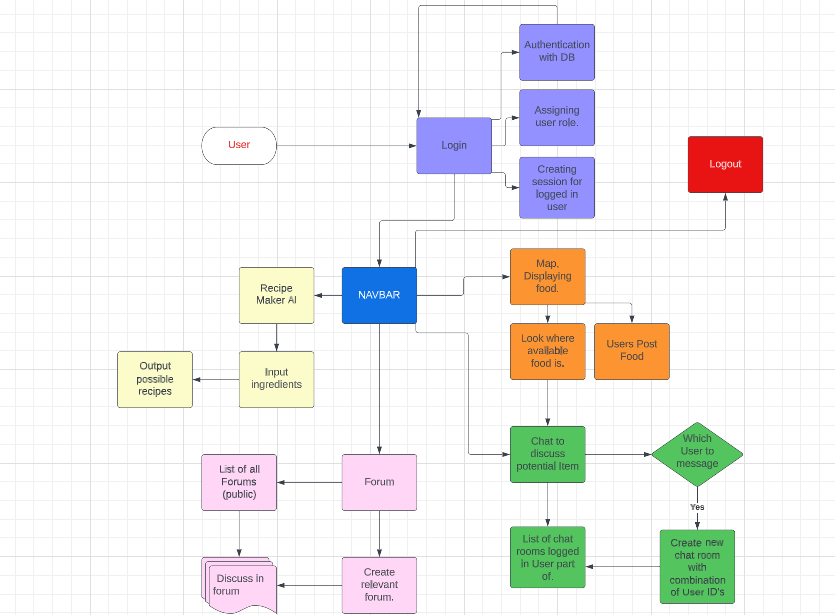 Authentication
with DB
Assigning
user role.
User
Login
Creating
session for
logged in
user
Logout
Map.
Displaying
food.
Recipe
Maker AI
NAVBAR
Look where
available
food is.
Users Post
Food
Output
possible
recipes
Input
ingredients
Chat to
discuss
potential Item
Which
User to
message
List of all
Forums
(public)
Forum
Yes
List of chat
rooms logged
in User part
of.
Create new
chat room
with
combination
of User ID's
Discuss in
forum
Create
relevant
forum.